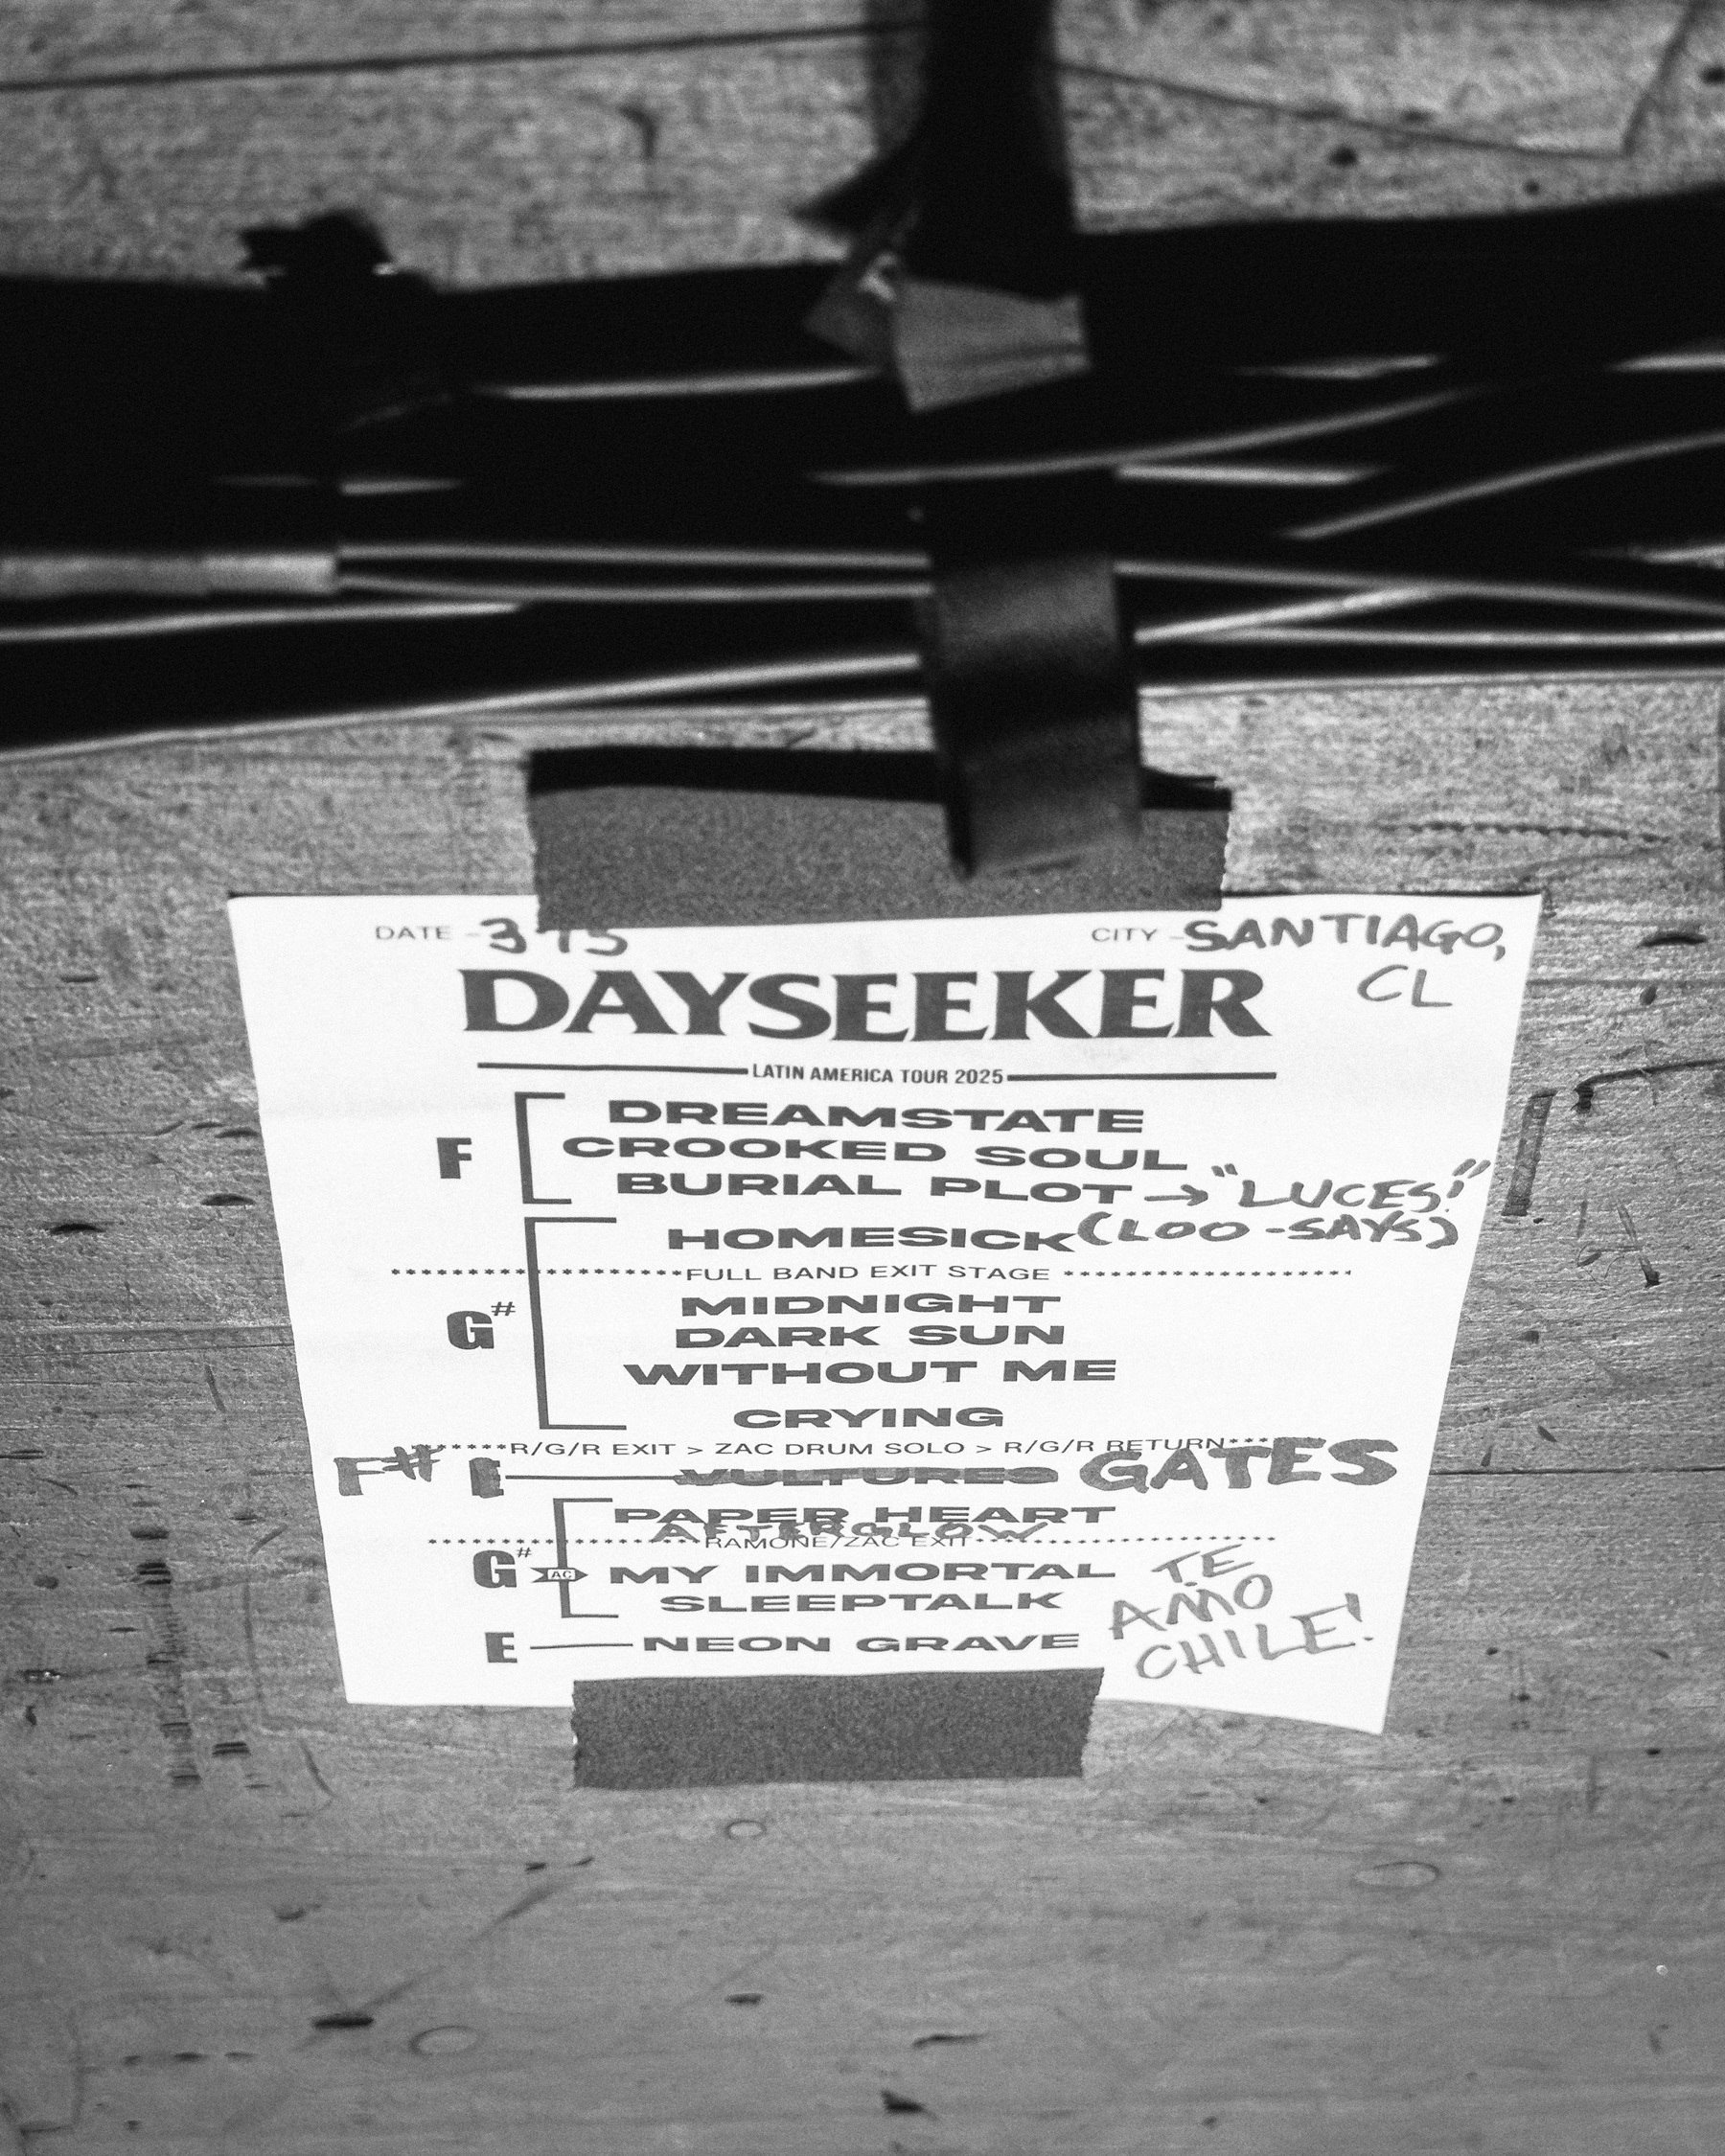 DATE - 3
CITY - SANTIAGO,
CL
DAYSEEKER
LATIN AMERICA TOUR 2025
F
DREAMSTATE
CROOKED SOUL
BURIAL PLOT → "LUCES!"
HOMESICK (LOO-SAYS)
FULL BAND EXIT STAGE
G#
MIDNIGHT
DARK SUN
WITHOUT ME
CRYING
R/G/R EXIT > ZAC DRUM SOLO > R/G/R RETURN
F# E VULTURES GATES
PAPER HEART
AFTERGLOW
RAMONE/ZAC EXIT
G# AC MY IMMORTAL
SLEEPTALK
E NEON GRAVE
TE
AMO
CHILE!